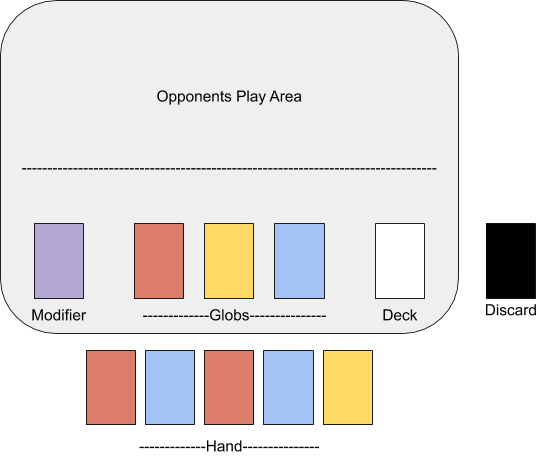 Opponents Play Area
-------------------------------------------------------------------------------
Modifier
-------------Globs---------------
Deck
Discard
-------------Hand---------------